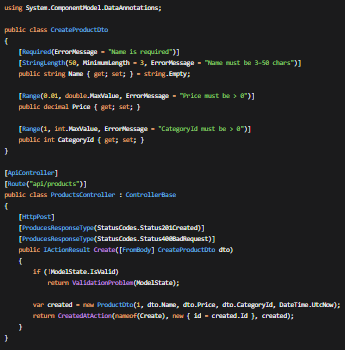 using System.ComponentModel.DataAnnotations;

public class CreateProductDto
{
    [Required(ErrorMessage = "Name is required")]
    [StringLength(50, MinimumLength = 3, ErrorMessage = "Name must be 3-50 chars")]
    public string Name { get; set; } = string.Empty;

    [Range(0.01, double.MaxValue, ErrorMessage = "Price must be > 0")]
    public decimal Price { get; set; }

    [Range(1, int.MaxValue, ErrorMessage = "CategoryId must be > 0")]
    public int CategoryId { get; set; }
}

[ApiController]
[Route("api/products")]
public class ProductsController : ControllerBase
{
    [HttpPost]
    [ProducesResponseType(StatusCodes.Status201Created)]
    [ProducesResponseType(StatusCodes.Status400BadRequest)]
    public IActionResult Create([FromBody] CreateProductDto dto)
    {
        if (!ModelState.IsValid)
            return ValidationProblem(ModelState);

        var created = new ProductDto(1, dto.Name, dto.Price, dto.CategoryId, DateTime.UtcNow);
        return CreatedAtAction(nameof(Create), new { id = created.Id }, created);
    }
}